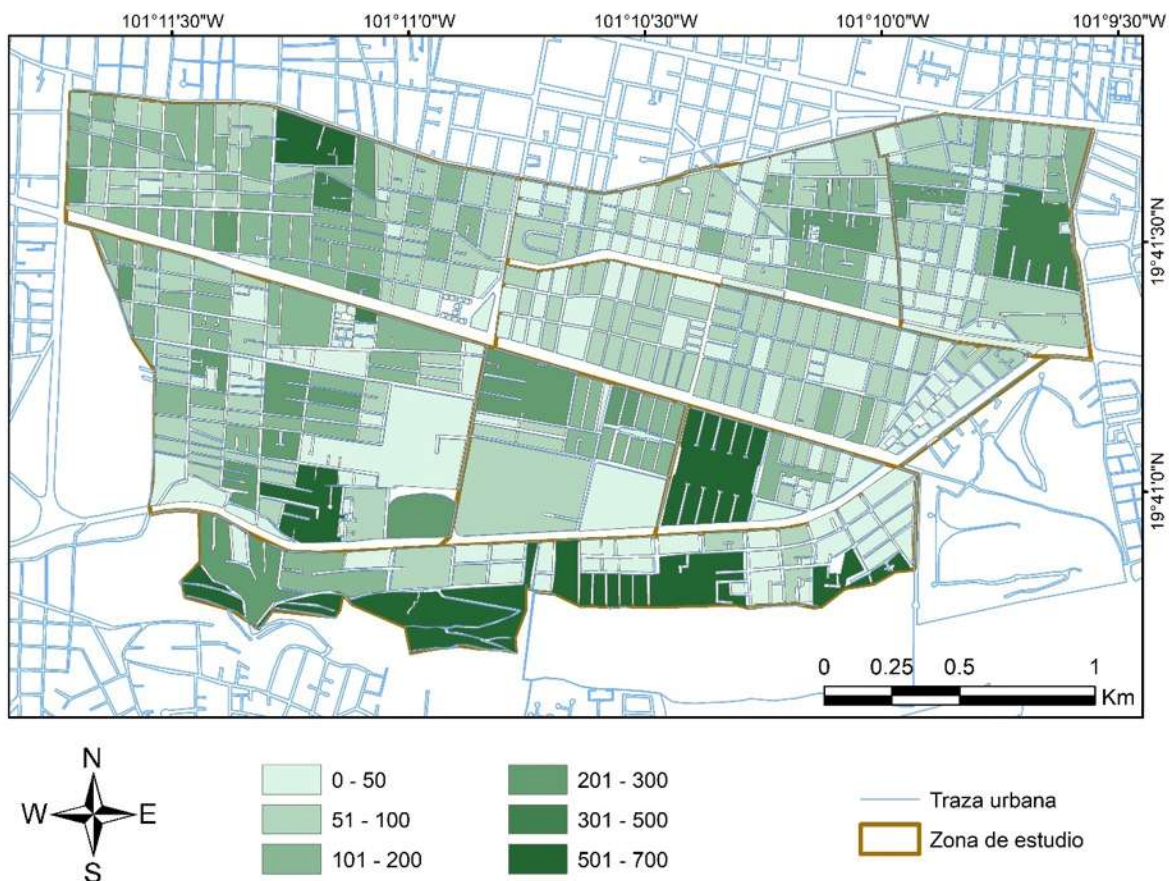 101°11'30"W 101°11'00"W 101°10'30"W 101°10'00"W 101°9'30"W
19°41'30"N
19°41'0"N
0 0.25 0.5 1
Km
N
W E
S
0 - 50
51 - 100
101 - 200
201 - 300
301 - 500
501 - 700
Traza urbana
Zona de estudio